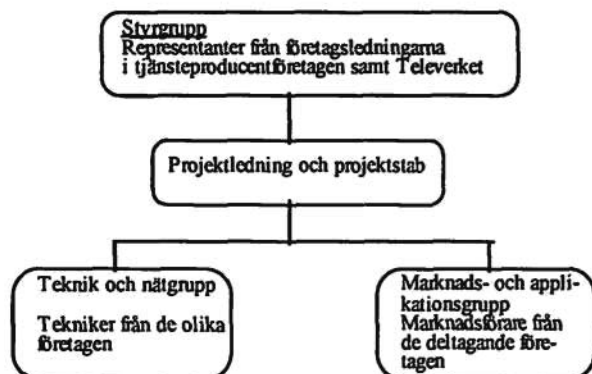 Styrgrupp
Representanter från företagsledningarna
i tjänsteproducentföretagen samt Televerket
Projektledning och projektstab
Teknik och nätgrupp
Tekniker från de olika
företagen
Marknads- och appli-
kationsgrupp
Marknadsförare från
de deltagande före-
tagen